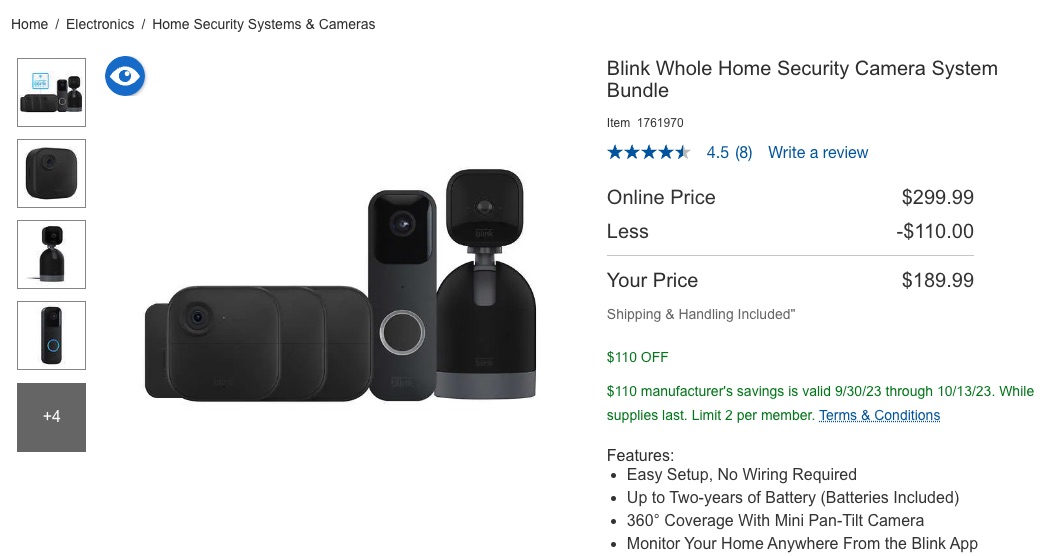 Home / Electronics / Home Security Systems & Cameras
Blink Whole Home Security Camera System
Bundle
Item 1761970
4.5 (8) Write a review
Online Price $299.99
Less -$110.00
Your Price $189.99
Shipping & Handling Included"
$110 OFF
$110 manufacturer's savings is valid 9/30/23 through 10/13/23. While
supplies last. Limit 2 per member. Terms & Conditions
Features:
• Easy Setup, No Wiring Required
• Up to Two-years of Battery (Batteries Included)
• 360° Coverage With Mini Pan-Tilt Camera
• Monitor Your Home Anywhere From the Blink App
+4
blink
blink